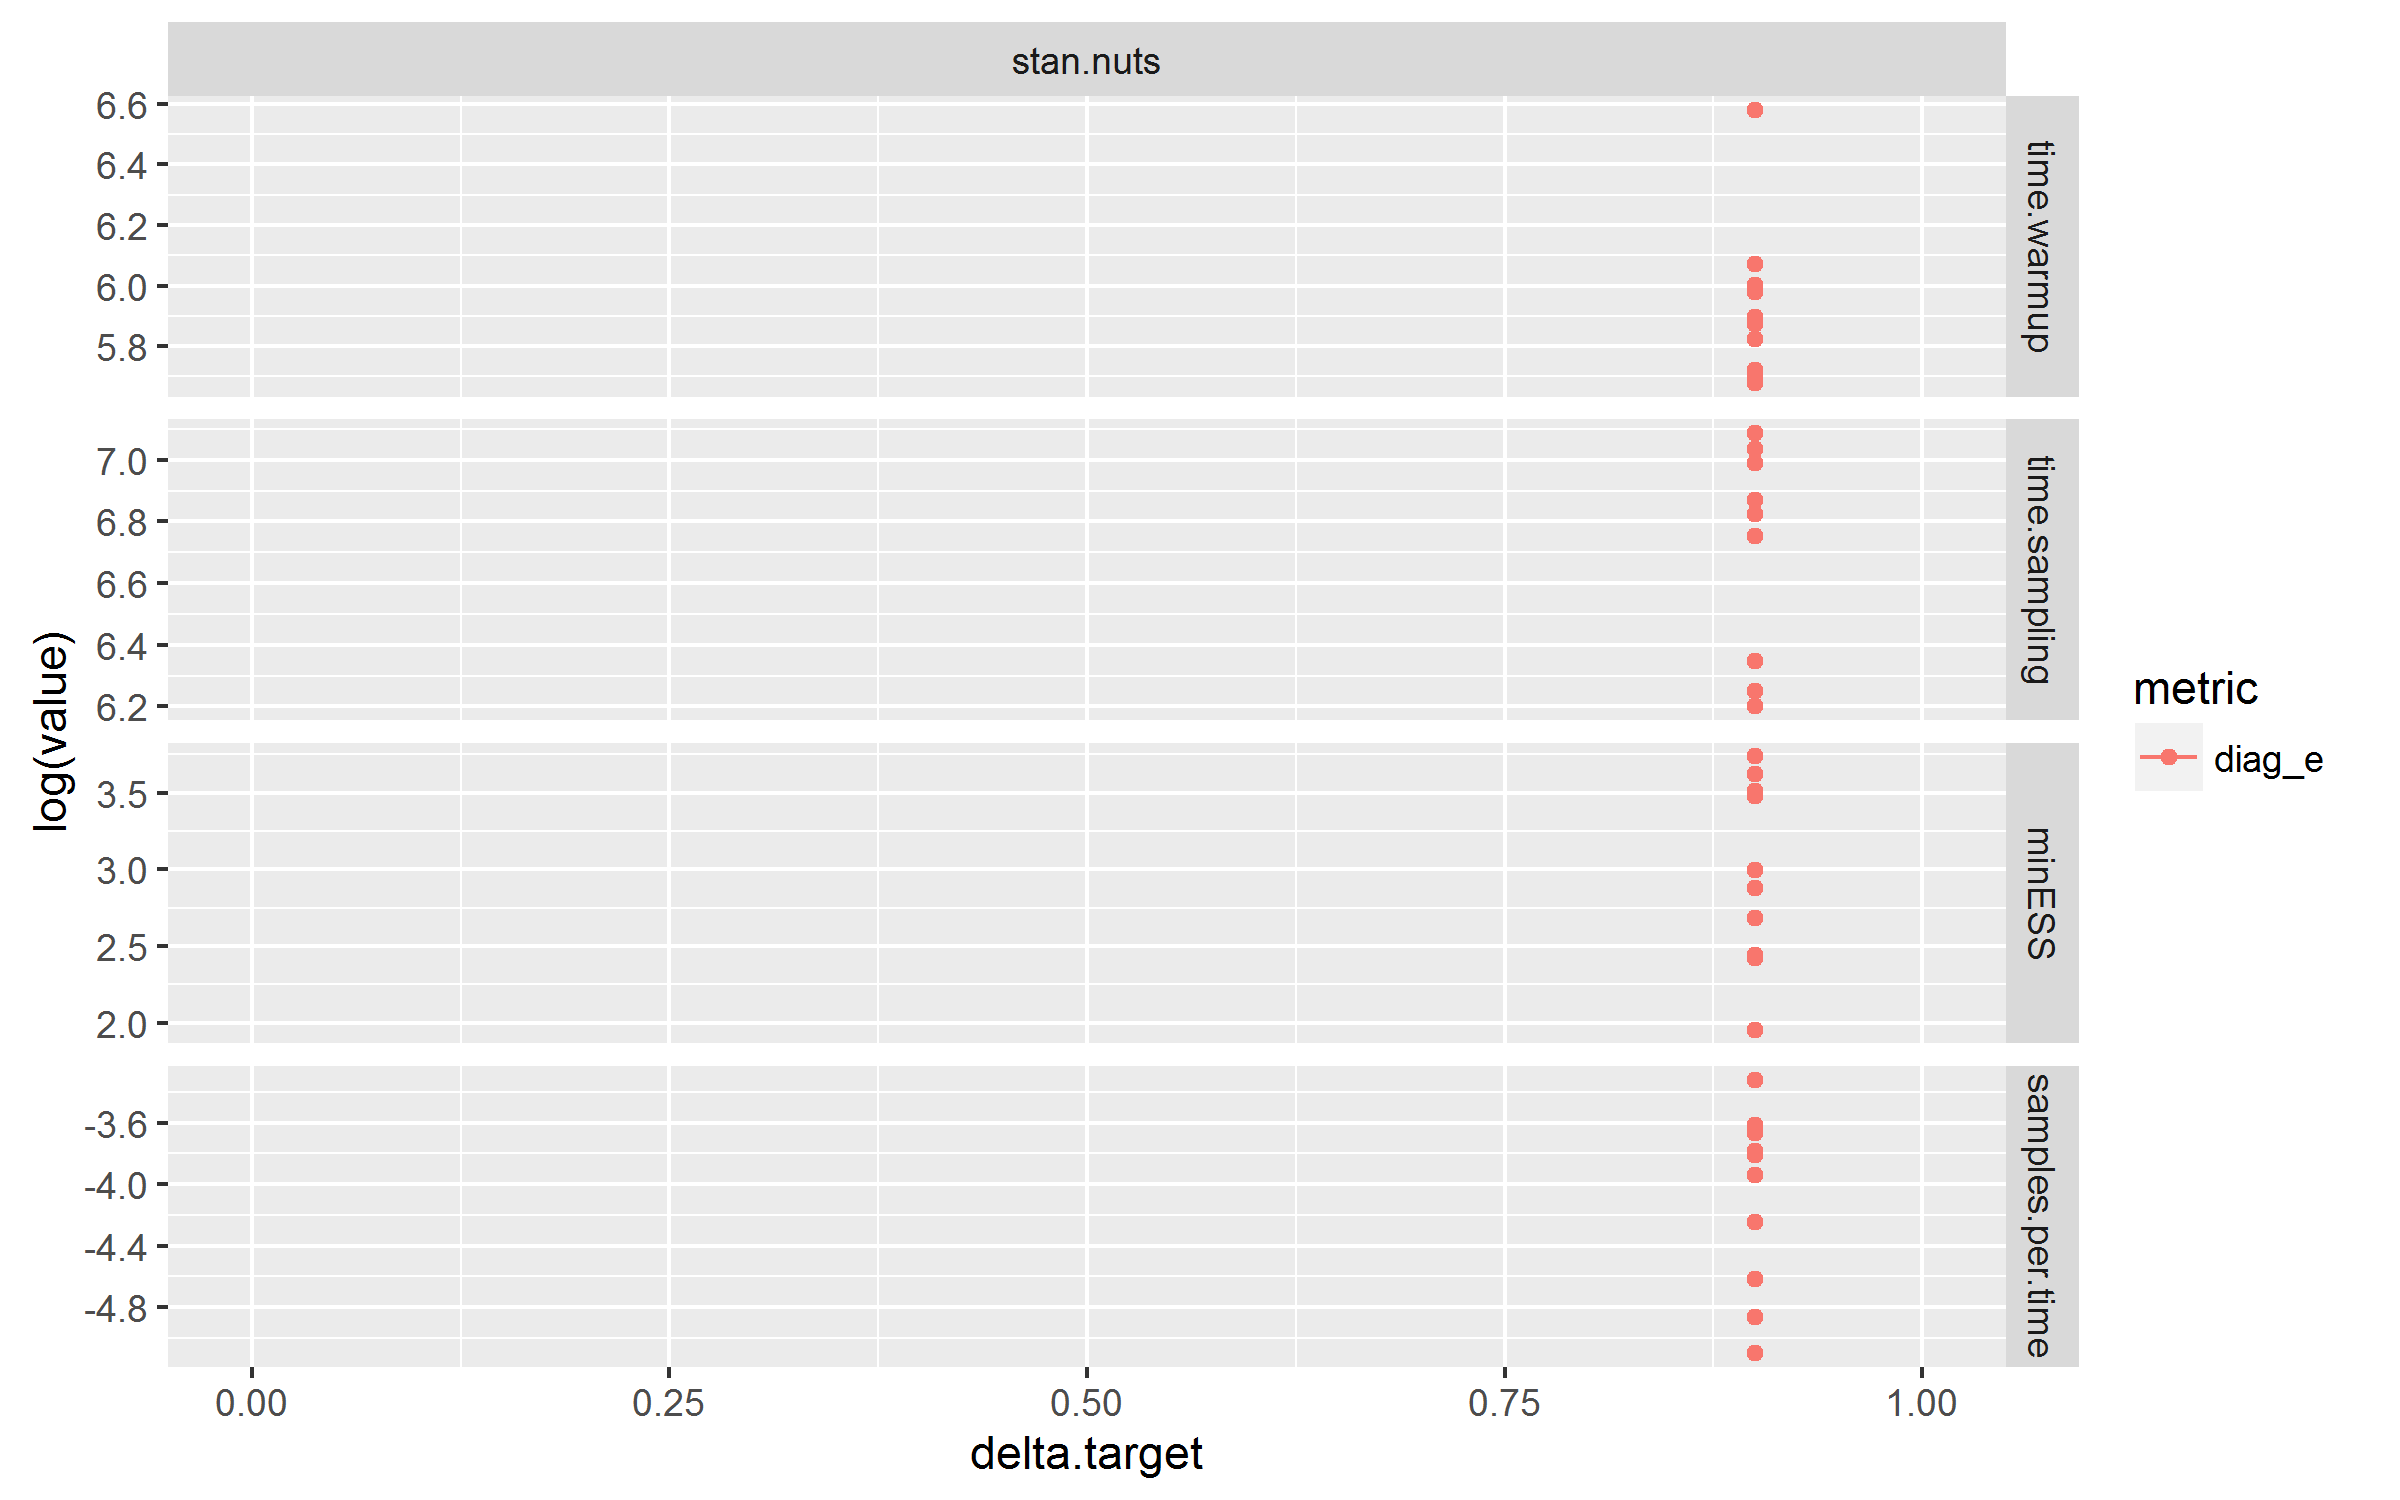 stan.nuts
6.6
6.4
6.2
6.0
5.8
time.warmup
7.0
6.8
6.6
6.4
6.2
time.sampling
3.5
3.0
2.5
2.0
minESS
-3.6
-4.0
-4.4
-4.8
samples.per.time
log(value)
0.00 0.25 0.50 0.75 1.00
delta.target
metric
diag_e